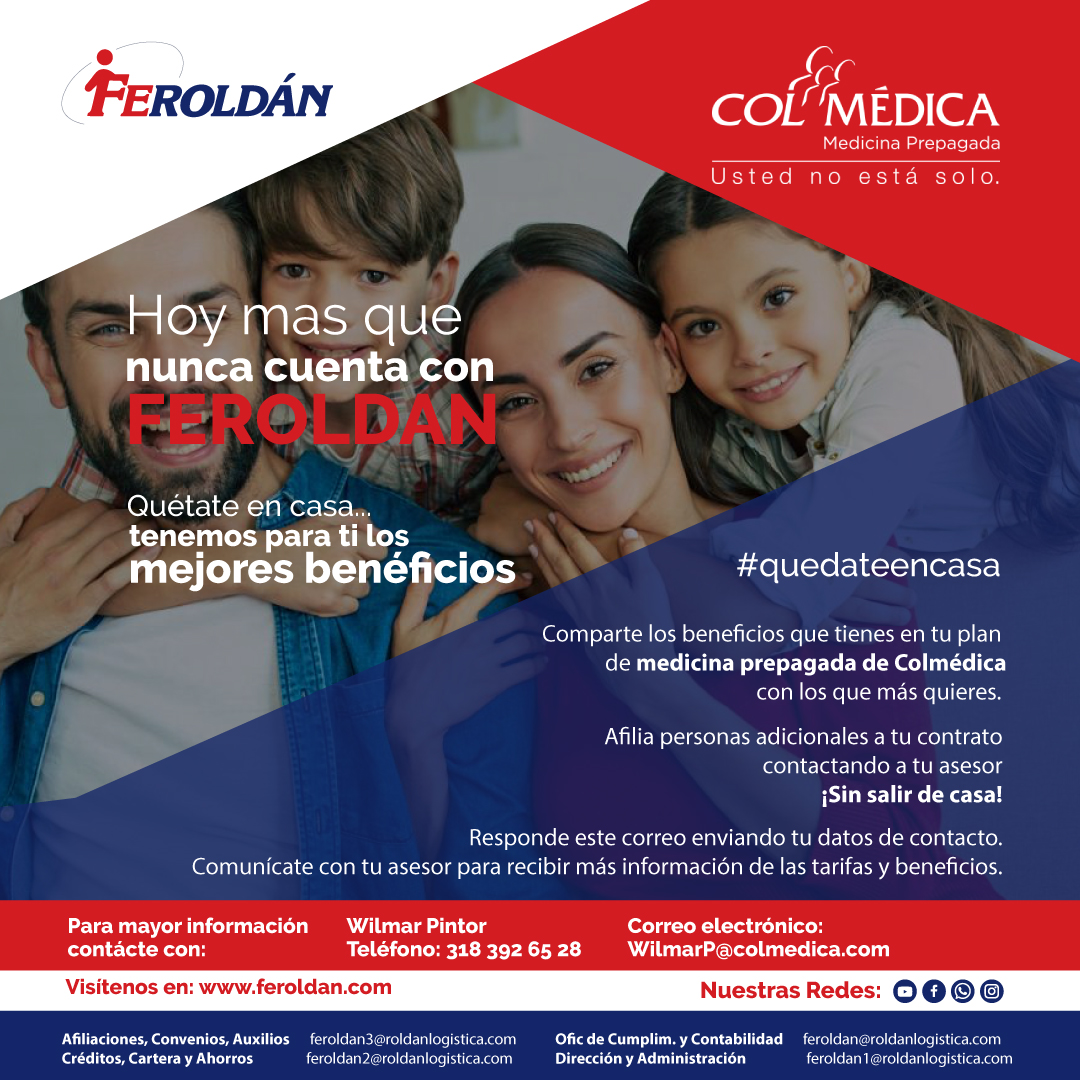 FEROLDÁN
COLMÉDICA
Medicina Prepagada
Usted no está solo.
Hoy mas que
nunca cuenta con
FEROLDAN
Quétate en casa...
tenemos para ti los
mejores benéficios
#quedateencasa
Comparte los beneficios que tienes en tu plan
de medicina prepagada de Colmédica
con los que más quieres.
Afilia personas adicionales a tu contrato
contactando a tu asesor
¡Sin salir de casa!
Responde este correo enviando tu datos de contacto.
Comunícate con tu asesor para recibir más información de las tarifas y beneficios.
Para mayor información
contácte con:
Wilmar Pintor
Teléfono: 318 392 65 28
Correo electrónico:
WilmarP@colmedica.com
Visítenos en: www.feroldan.com
Nuestras Redes:
Afiliaciones, Convenios, Auxilios feroldan3@roldanlogistica.com
Créditos, Cartera y Ahorros feroldan2@roldanlogistica.com
Ofic de Cumplim. y Contabilidad feroldan@roldanlogistica.com
Dirección y Administración feroldan1@roldanlogistica.com